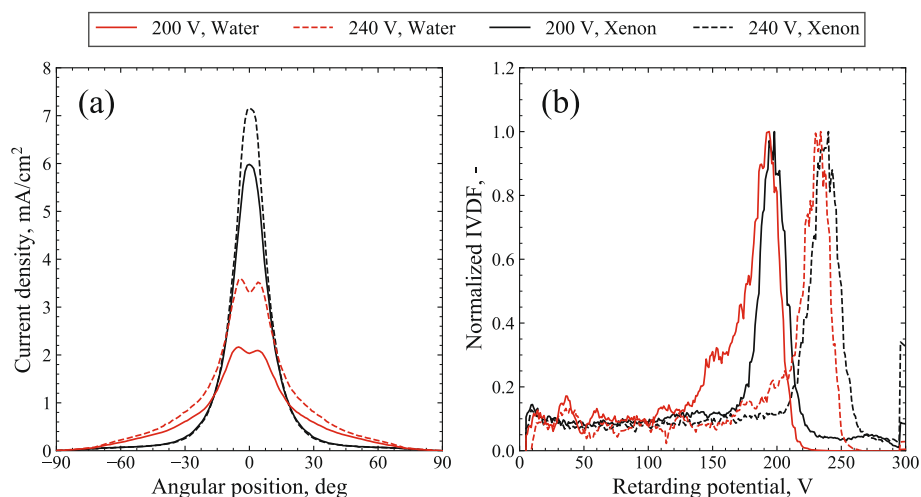 200 V, Water 240 V, Water 200 V, Xenon 240 V, Xenon
(a)
Current density, mA/cm²
8
7
6
5
4
3
2
1
0
−90 −60 −30 0 30 60 90
Angular position, deg
(b)
Normalized IVDF, -
1.2
1.0
0.8
0.6
0.4
0.2
0.0
0 50 100 150 200 250 300
Retarding potential, V